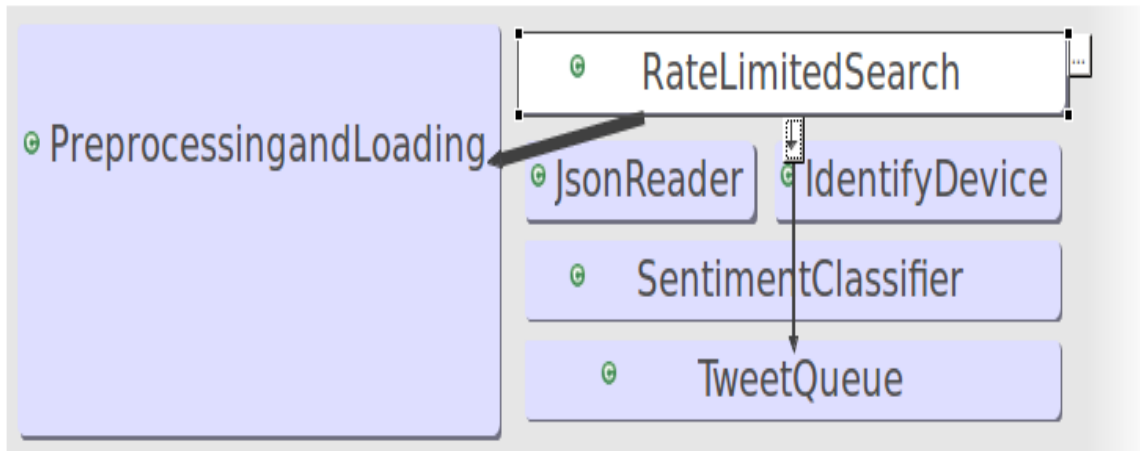 RateLimitedSearch
...
PreprocessingandLoading
JsonReader
IdentifyDevice
SentimentClassifier
TweetQueue